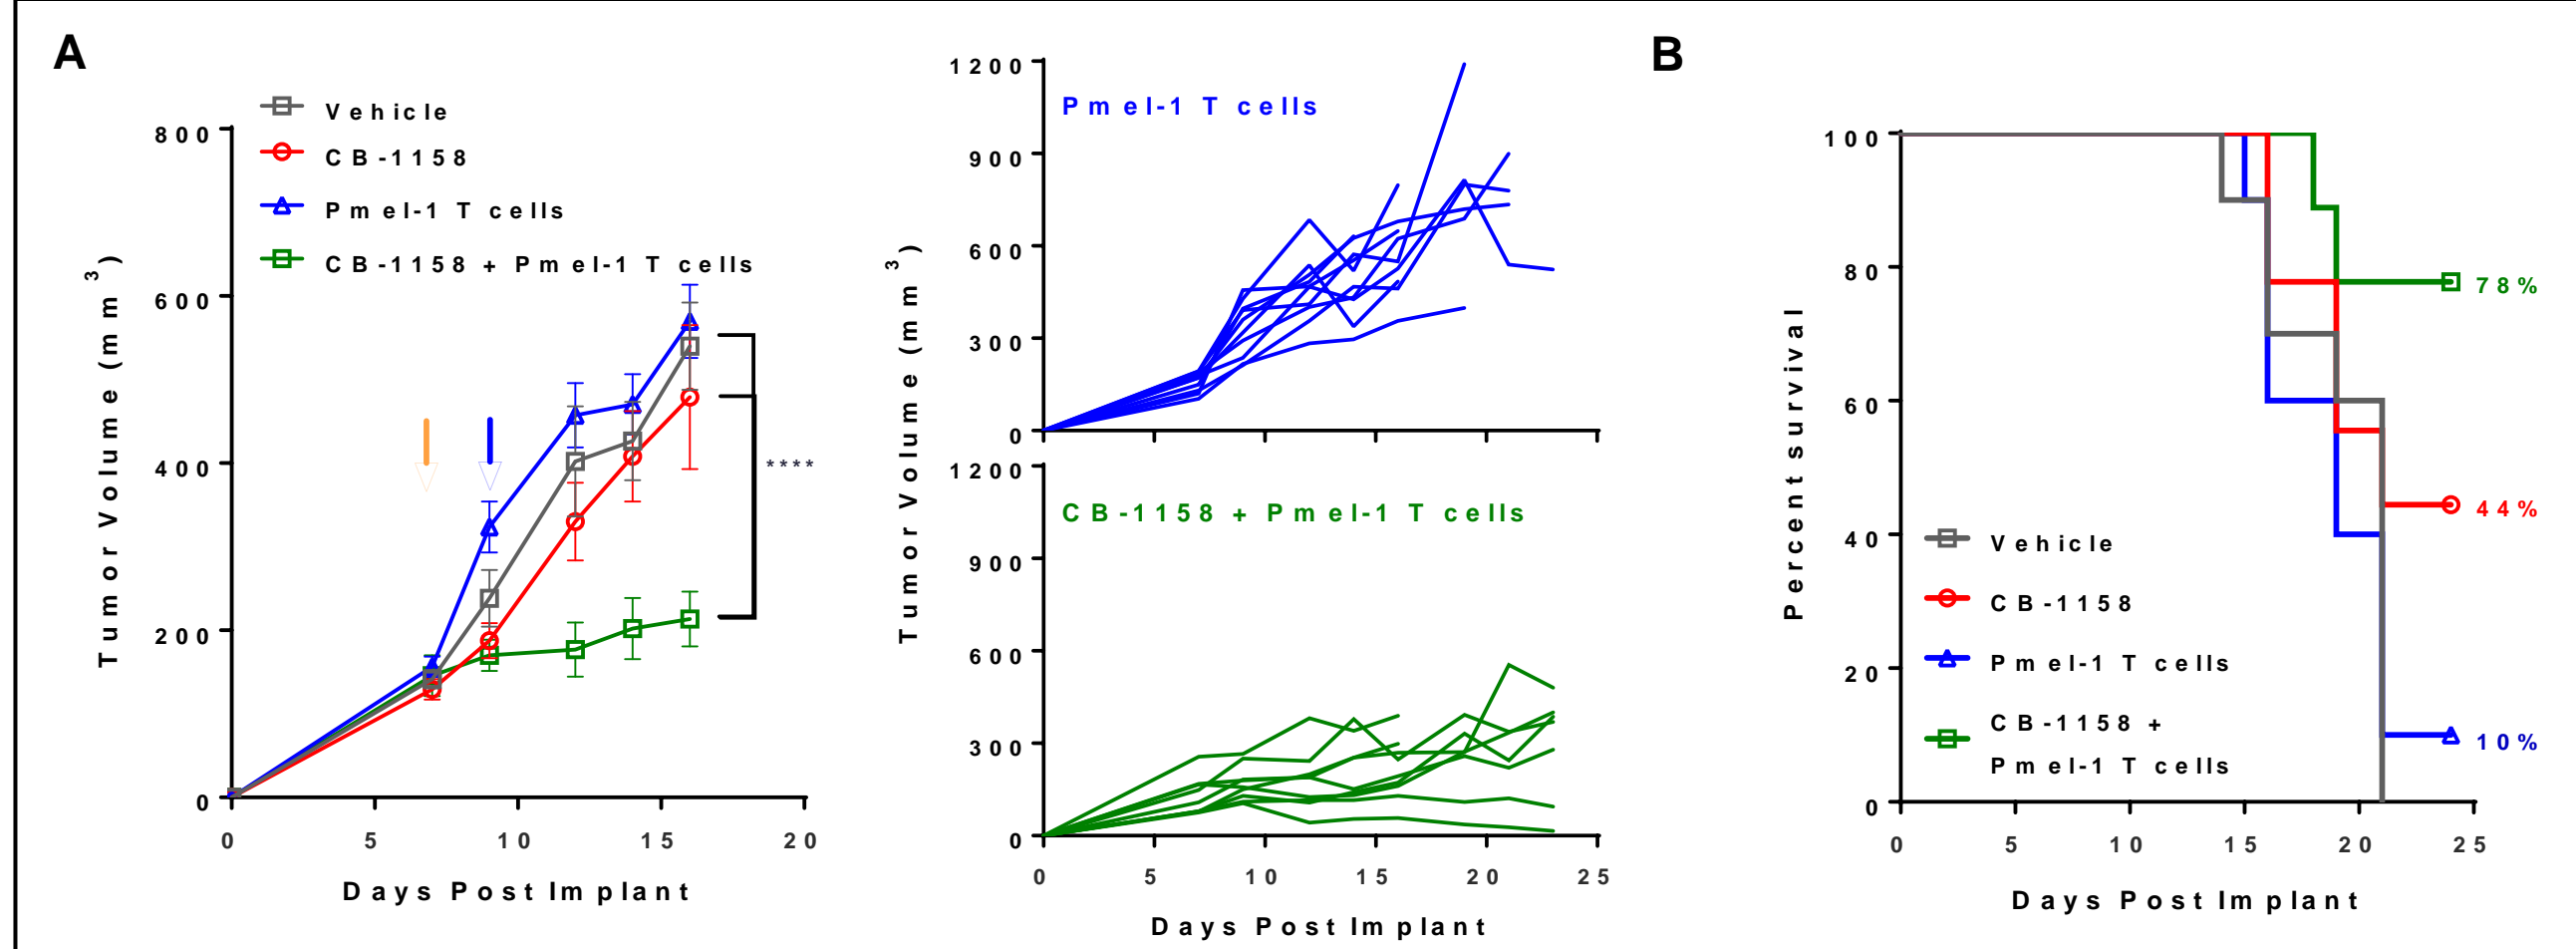 A
Vehicle
CB-1158
Pmel-1 T cells
CB-1158 + Pmel-1 T cells
800
600
400
200
0
0 5 10 15 20
Tumor Volume (mm³)
Days Post Implant
****
Pmel-1 T cells
1200
900
600
300
0
Tumor Volume (mm³)
CB-1158 + Pmel-1 T cells
1200
900
600
300
0
0 5 10 15 20 25
Days Post Implant
B
100
80
60
40
20
0
Percent survival
78%
44%
10%
Vehicle
CB-1158
Pmel-1 T cells
CB-1158 +
Pmel-1 T cells
0 5 10 15 20 25
Days Post Implant